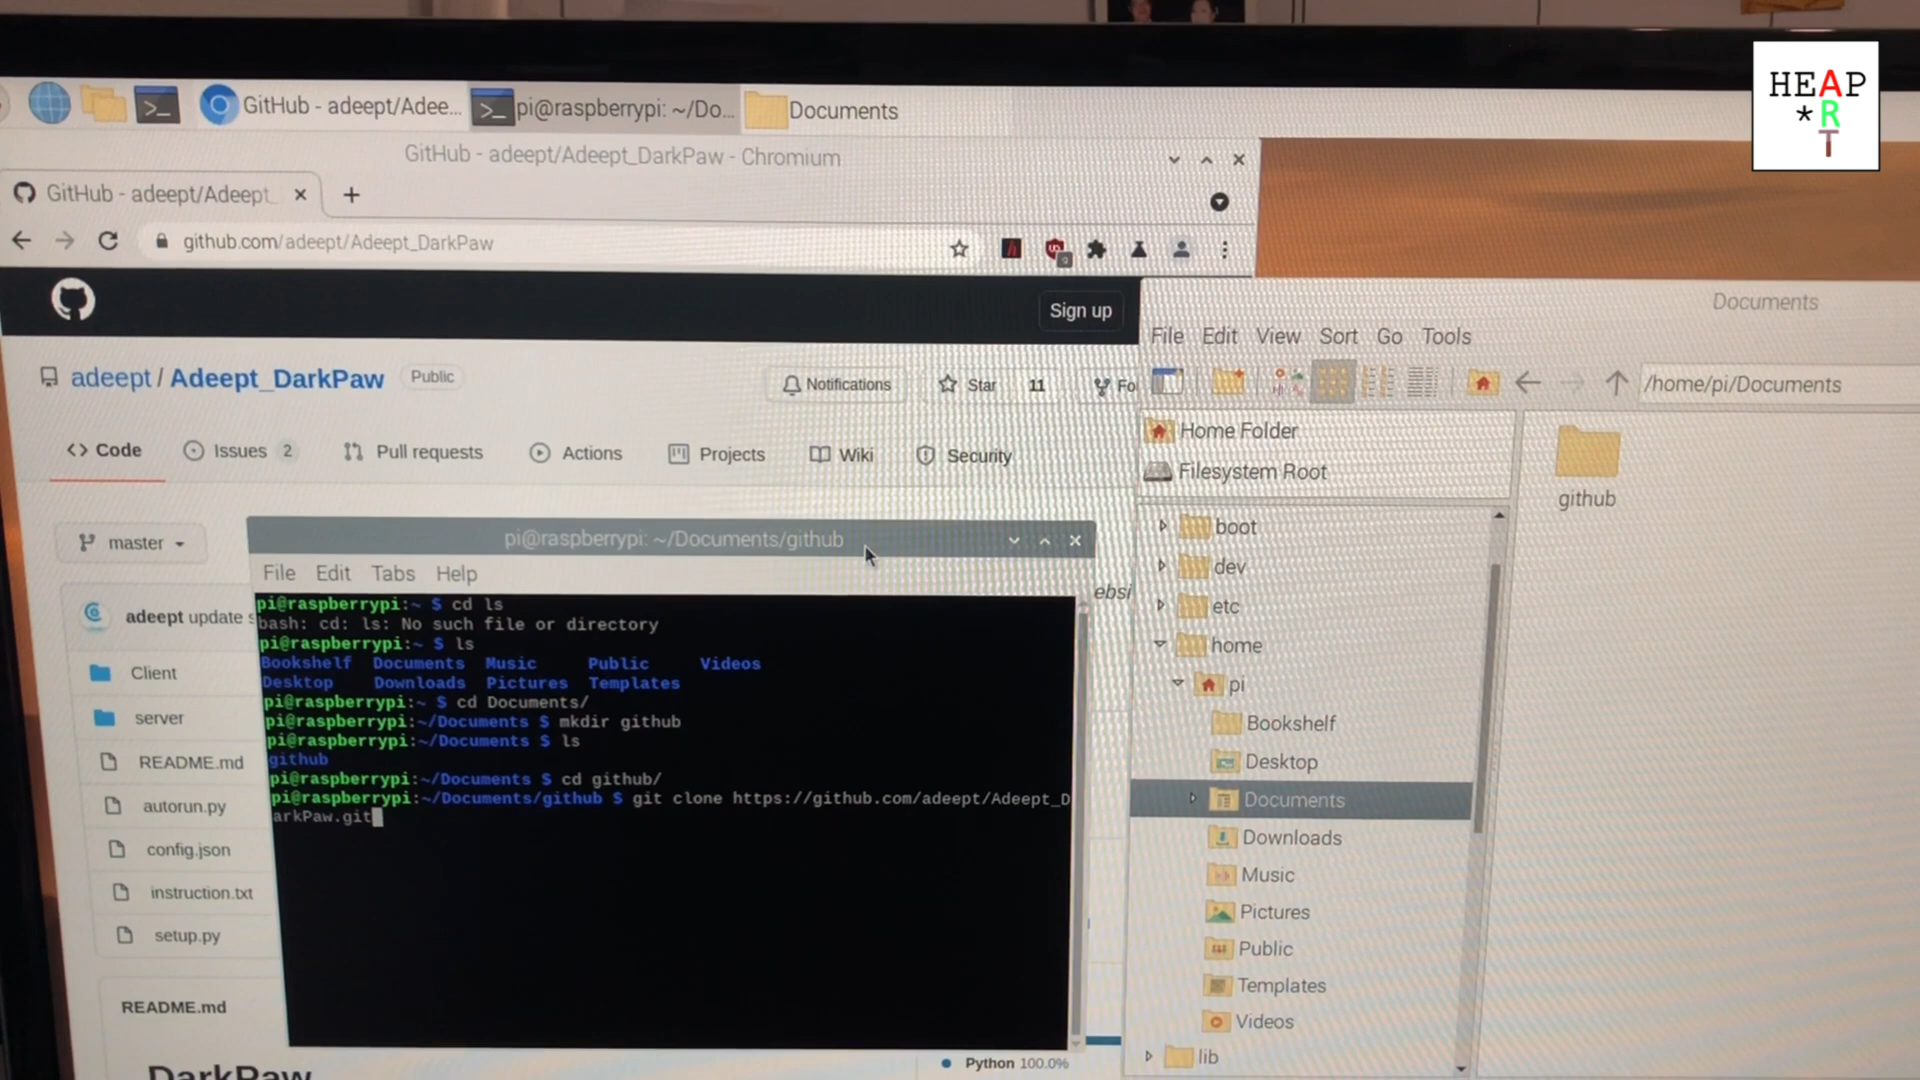 HEAP
*R
T
GitHub - adeept/Adee...
pi@raspberrypi: ~/Do...
Documents
GitHub - adeept/Adeept_DarkPaw - Chromium
GitHub - adeept/Adeept_
github.com/adeept/Adeept_DarkPaw
Sign up
adeept / Adeept_DarkPaw Public
Notifications
Star 11
Fo
Code
Issues 2
Pull requests
Actions
Projects
Wiki
Security
master
adeept update s
ebsi
Client
server
README.md
autorun.py
config.json
instruction.txt
setup.py
README.md
DarkPaw
Python 100.0%
pi@raspberrypi: ~/Documents/github
File Edit Tabs Help
pi@raspberrypi:~ $ cd ls
bash: cd: ls: No such file or directory
pi@raspberrypi:~ $ ls
Bookshelf Documents Music Public Videos
Desktop Downloads Pictures Templates
pi@raspberrypi:~ $ cd Documents/
pi@raspberrypi:~/Documents $ mkdir github
pi@raspberrypi:~/Documents $ ls
github
pi@raspberrypi:~/Documents $ cd github/
pi@raspberrypi:~/Documents/github $ git clone https://github.com/adeept/Adeept_D
arkPaw.git
Documents
File Edit View Sort Go Tools
/home/pi/Documents
Home Folder
Filesystem Root
boot
dev
etc
home
pi
Bookshelf
Desktop
Documents
Downloads
Music
Pictures
Public
Templates
Videos
lib
github